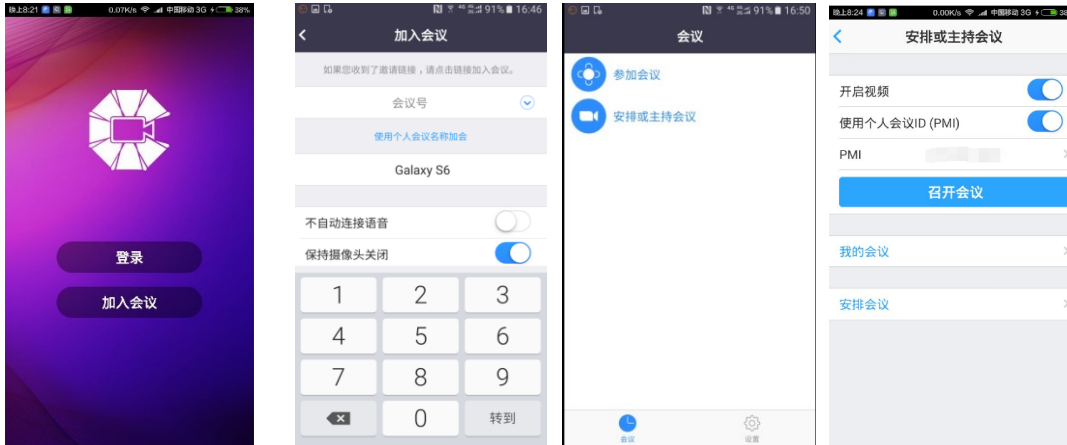 晚上8:21 0.07K/s 中国移动 3G 38%
登录
加入会议
16:46
4G 91%
加入会议
如果您收到了邀请链接，请点击链接加入会议。
会议号
使用个人会议名称加会
Galaxy S6
不自动连接语音
保持摄像头关闭
1 2 3
4 5 6
7 8 9
0 转到
4G 91% 16:50
会议
参加会议
安排或主持会议
会议 设置
晚上8:24 0.00K/s 中国移动 3G 38
安排或主持会议
开启视频
使用个人会议ID (PMI)
PMI
召开会议
我的会议
安排会议